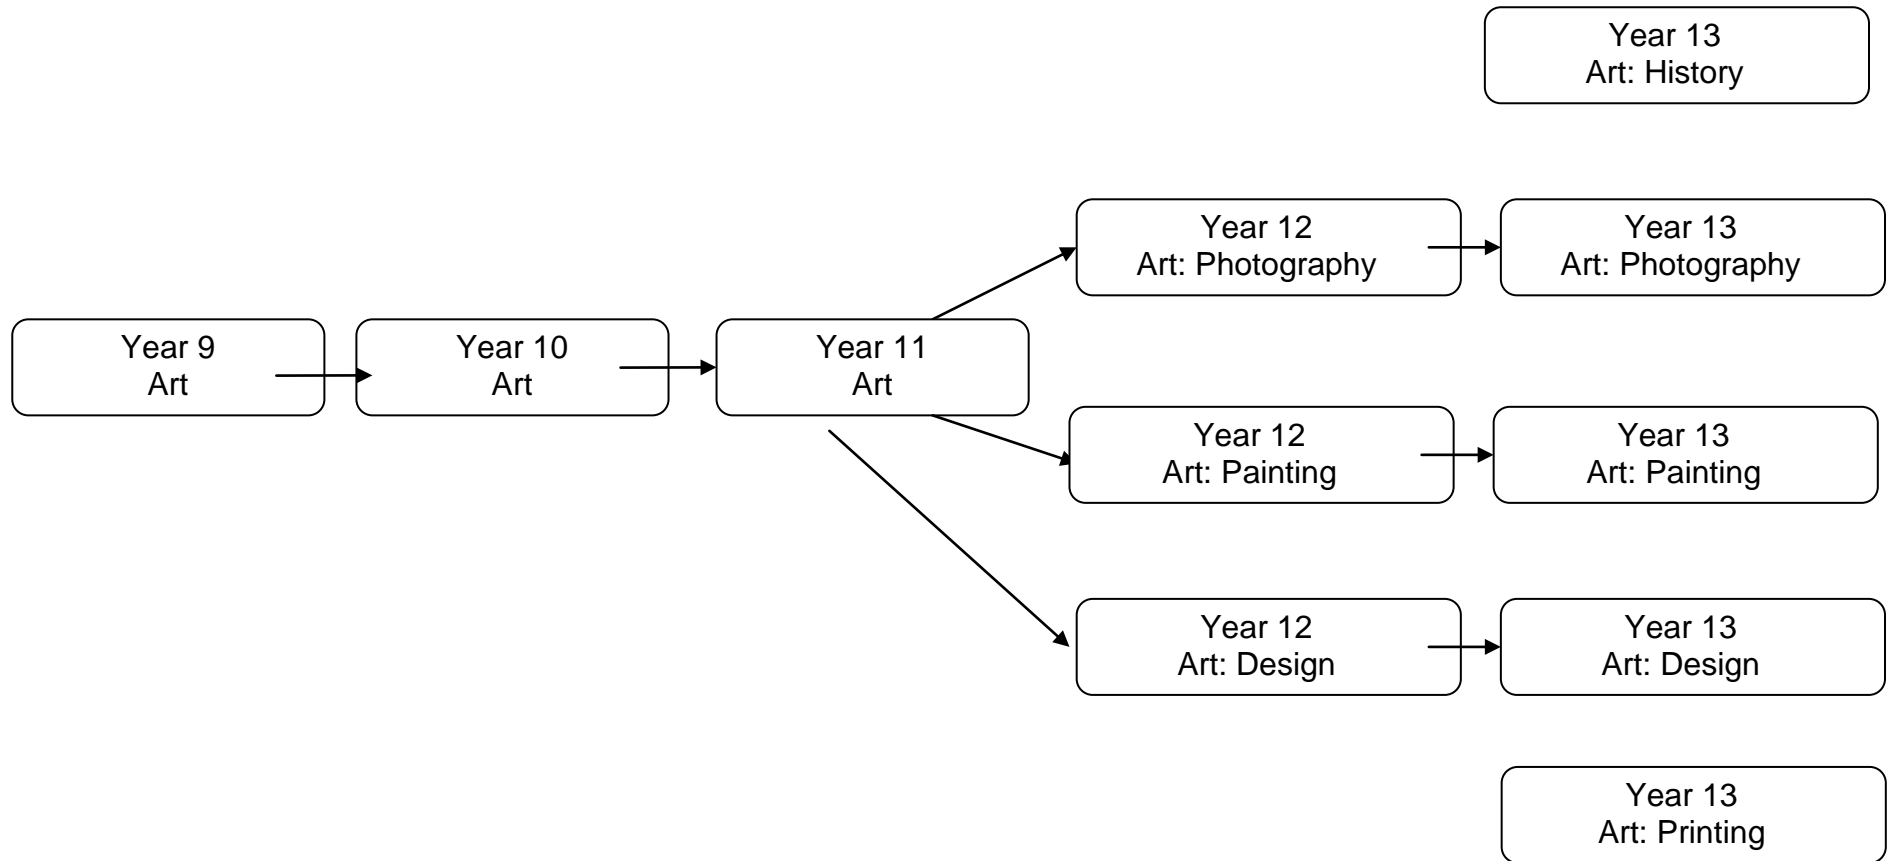 Year 13
Art: History
Year 12
Art: Photography
Year 13
Art: Photography
Year 9
Art
Year 10
Art
Year 11
Art
Year 12
Art: Painting
Year 13
Art: Painting
Year 12
Art: Design
Year 13
Art: Design
Year 13
Art: Printing